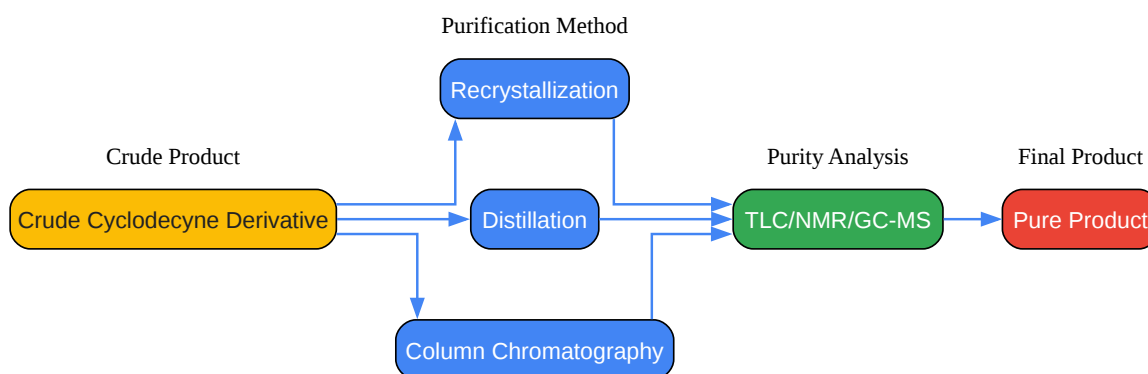 Purification Method
Recrystallization
Crude Product
Purity Analysis
Final Product
Crude Cyclodecyne Derivative
Distillation
TLC/NMR/GC-MS
Pure Product
Column Chromatography